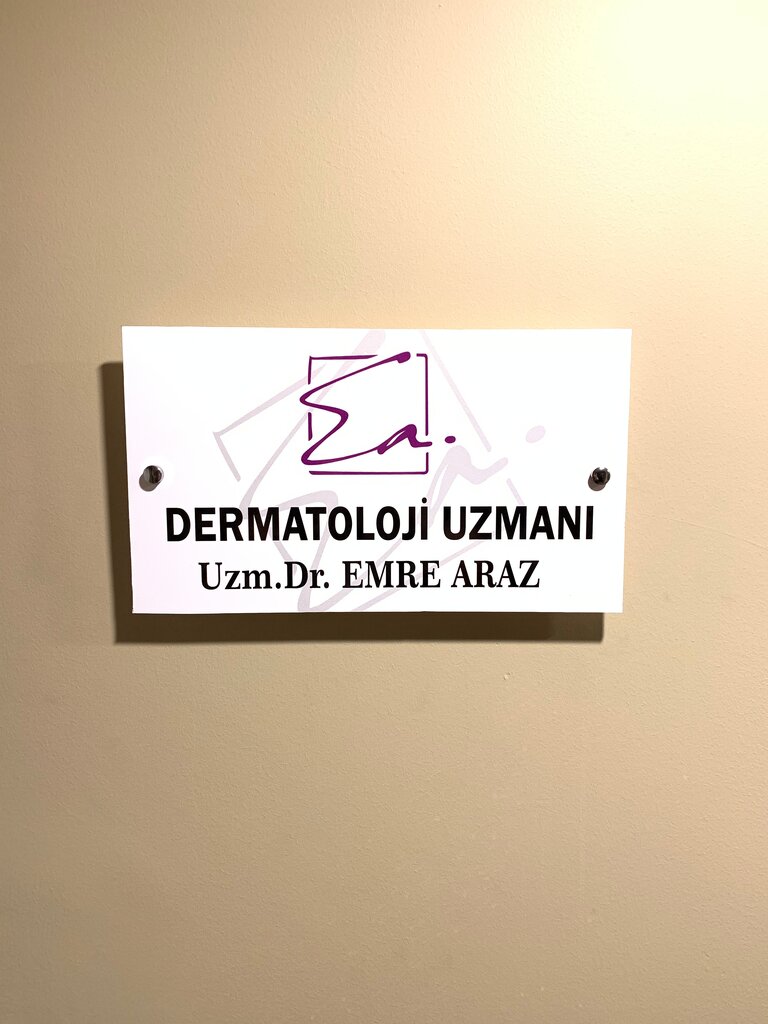 Ea.
DERMATOLOJİ UZMANI
Uzm.Dr. EMRE ARAZ